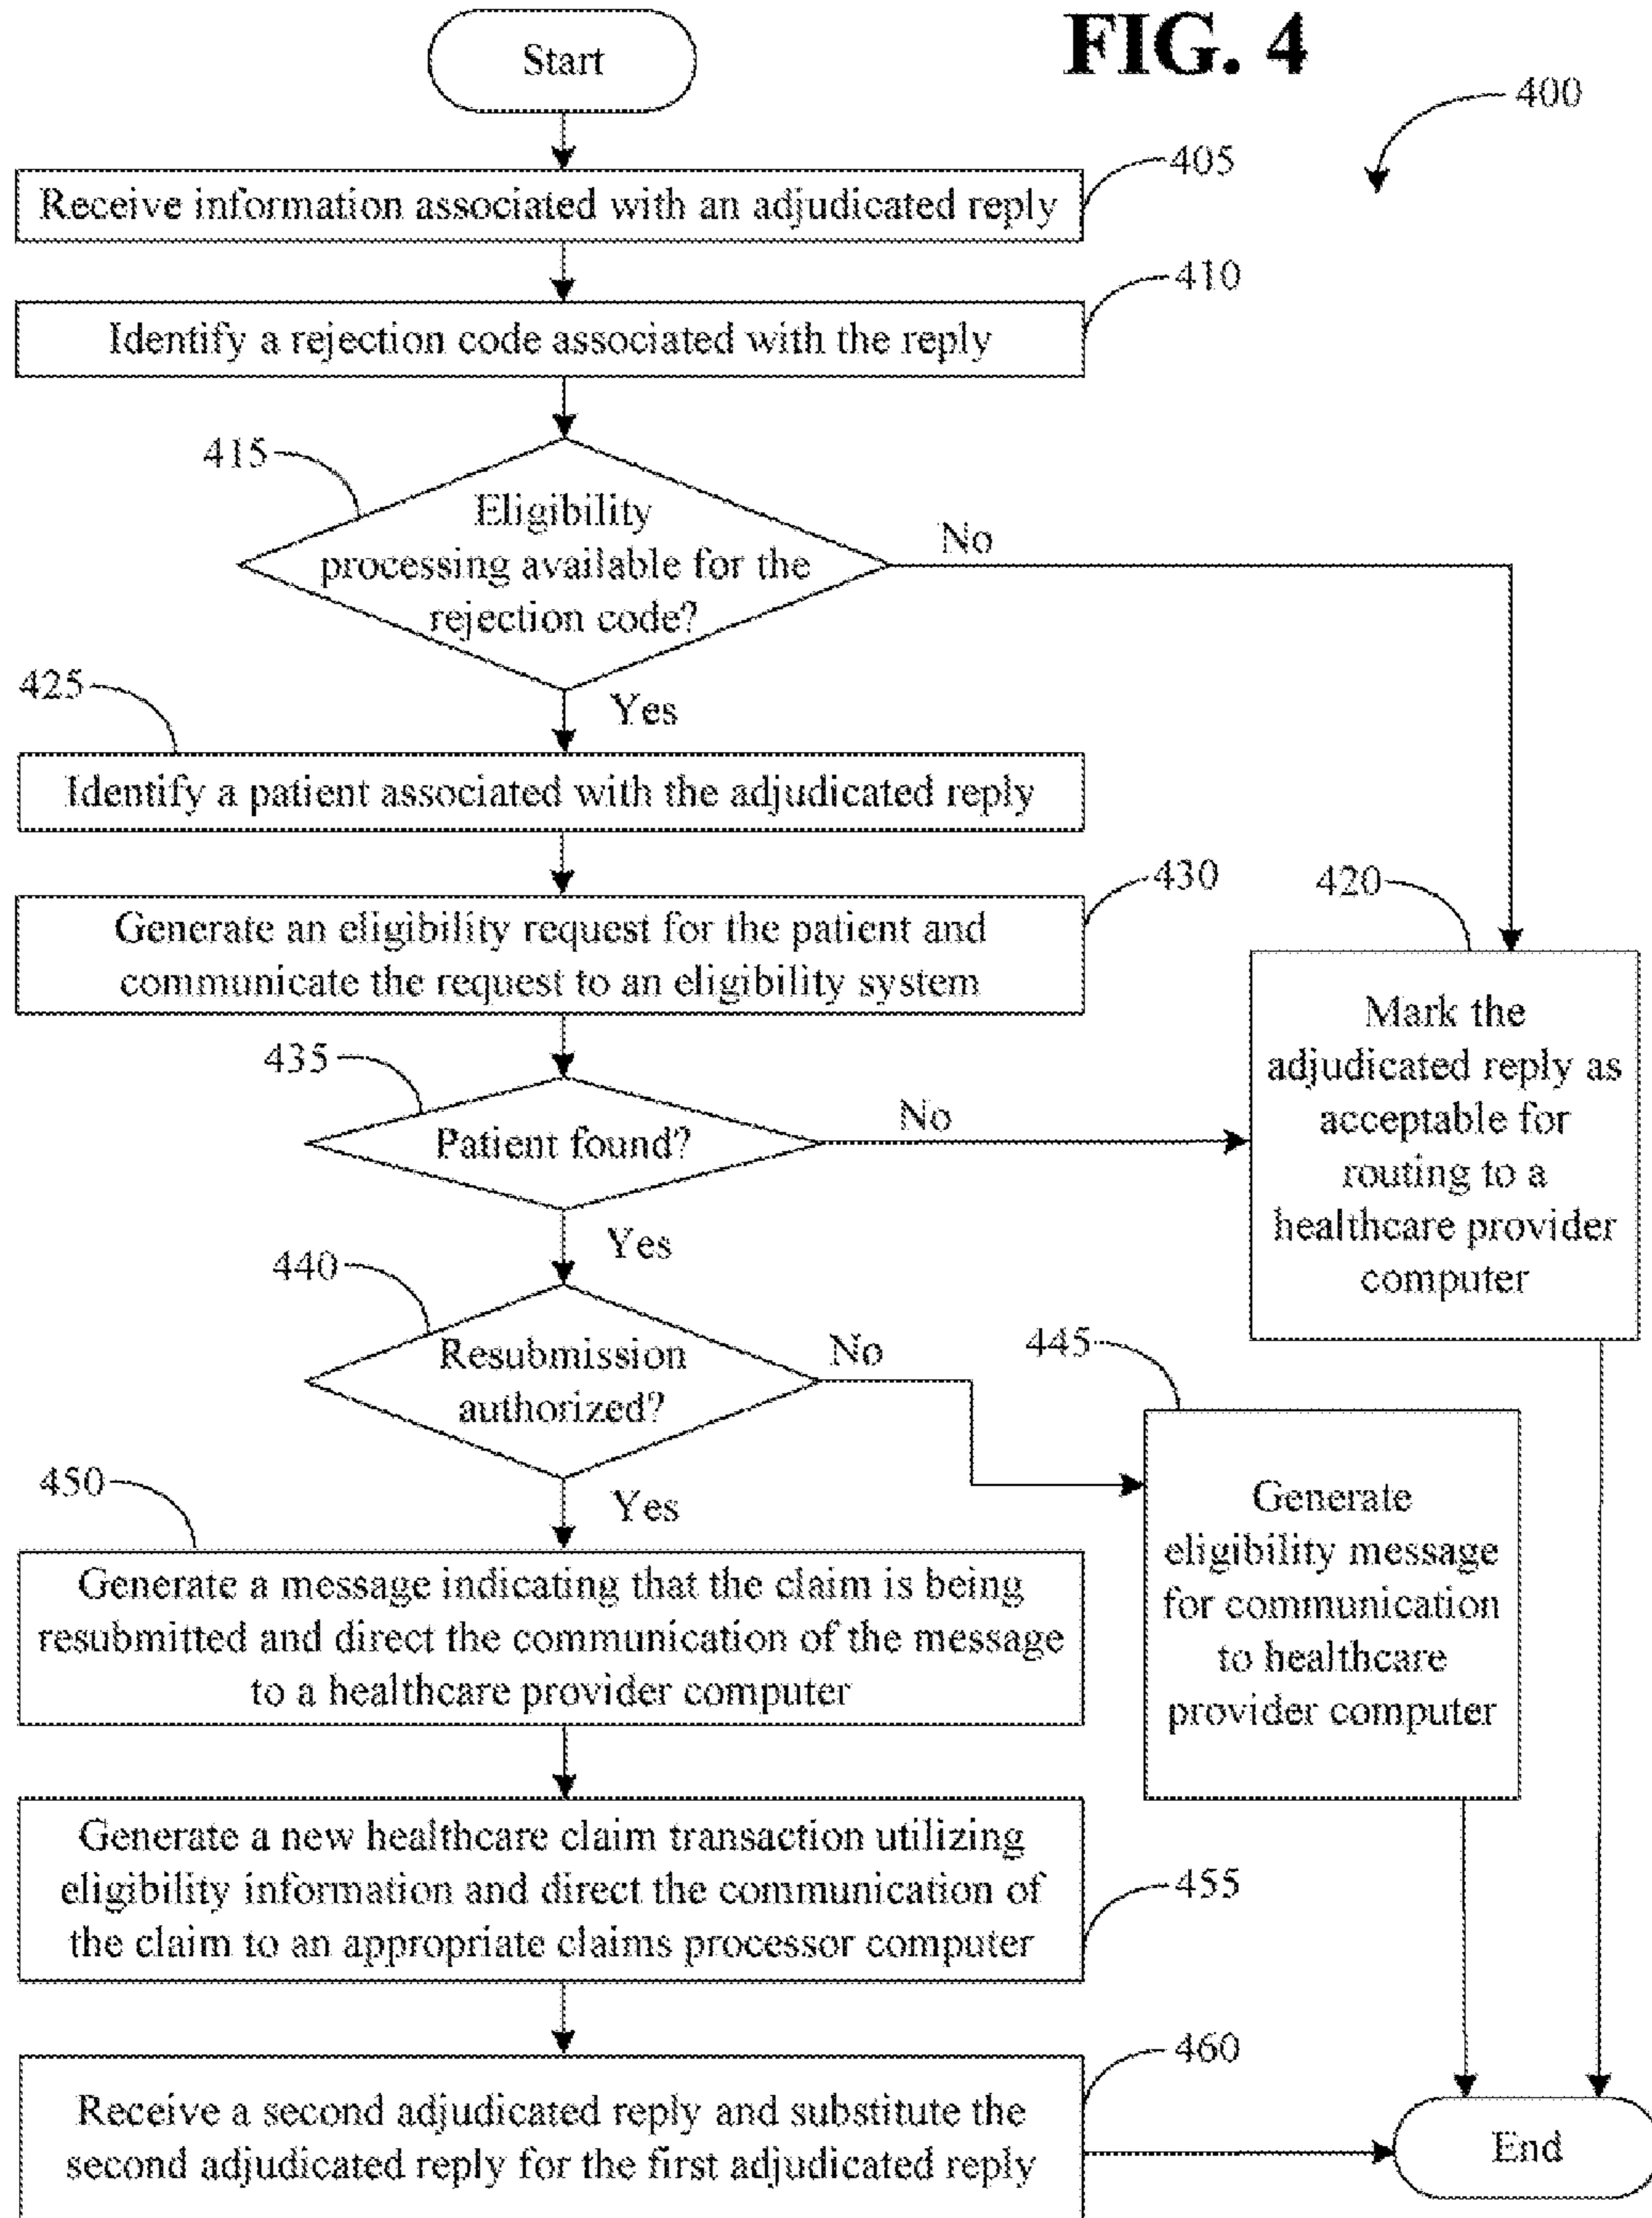 FIG. 4
400
Start
405
Receive information associated with an adjudicated reply
410
Identify a rejection code associated with the reply
415
Eligibility
processing available for the
rejection code?
No
Yes
425
Identify a patient associated with the adjudicated reply
430
Generate an eligibility request for the patient and
communicate the request to an eligibility system
420
Mark the
adjudicated reply as
acceptable for
routing to a
healthcare provider
computer
435
Patient found?
No
Yes
440
Resubmission
authorized?
No
Yes
445
Generate
eligibility message
for communication
to healthcare
provider computer
450
Generate a message indicating that the claim is being
resubmitted and direct the communication of the message
to a healthcare provider computer
Generate a new healthcare claim transaction utilizing
eligibility information and direct the communication of
the claim to an appropriate claims processor computer
455
460
Receive a second adjudicated reply and substitute the
second adjudicated reply for the first adjudicated reply
End